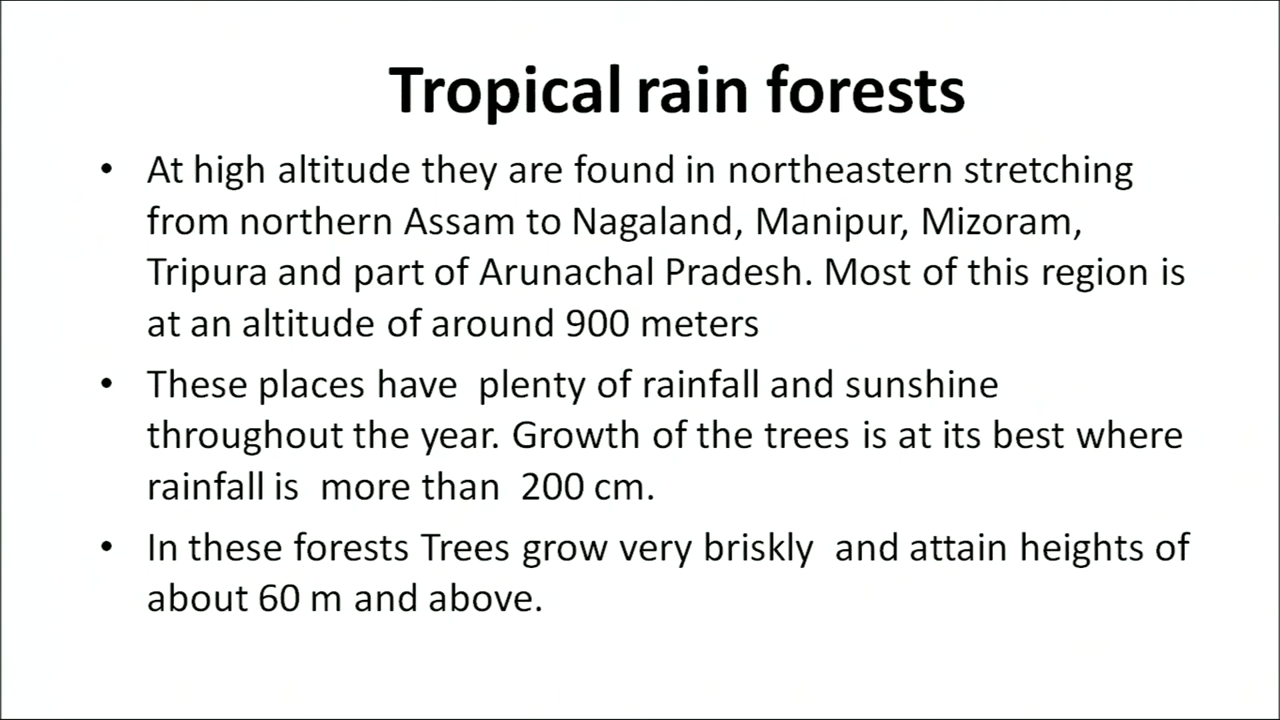 Tropical rain forests
• At high altitude they are found in northeastern stretching
from northern Assam to Nagaland, Manipur, Mizoram,
Tripura and part of Arunachal Pradesh. Most of this region is
at an altitude of around 900 meters
• These places have  plenty of rainfall and sunshine
throughout the year. Growth of the trees is at its best where
rainfall is  more than  200 cm.
• In these forests Trees grow very briskly  and attain heights of
about 60 m and above.